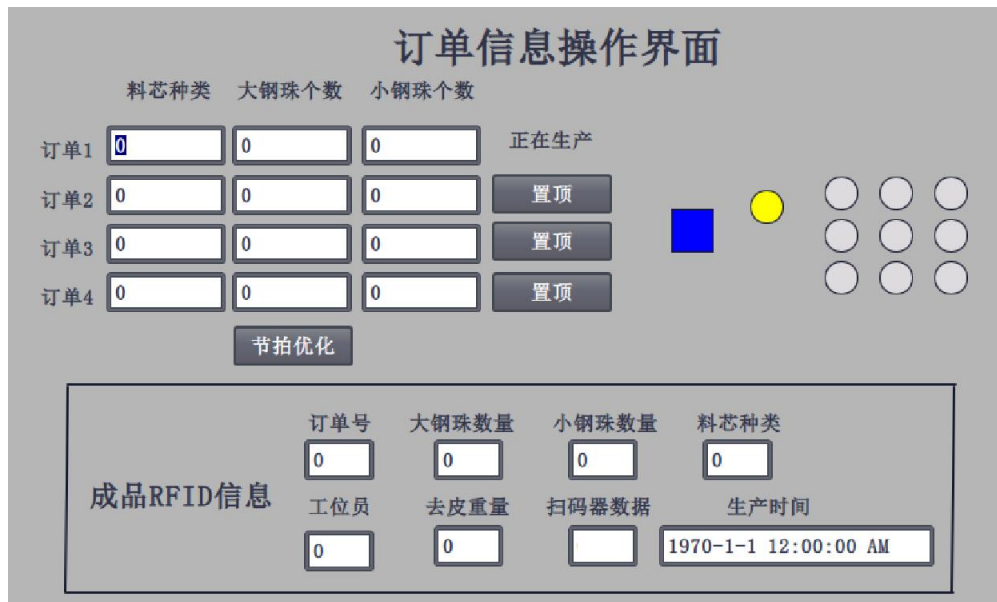 订单信息操作界面
料芯种类 大钢珠个数 小钢珠个数
订单1 0 0 0 正在生产
订单2 0 0 0 置顶
订单3 0 0 0 置顶
订单4 0 0 0 置顶
节拍优化
订单号 大钢珠数量 小钢珠数量 料芯种类
0 0 0 0
成品RFID信息
工位员 去皮重量 扫码器数据 生产时间
0 0 1970-1-1 12:00:00 AM